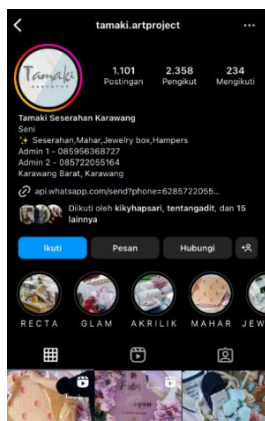 tamaki.artproject
Tamaki
1.101
2.358
234
Postingan
Pengikut
Mengikuti
Tamaki Seserahan Karawang
Seni
Seserahan,Mahar,Jewelry box,Hampers
Admin 1 - 085956368727
Admin 2 - 085722055164
Karawang Barat, Karawang
api.whatsapp.com/send?phone=6285722055...
Diikuti oleh kikyhapsari, tentangadit, dan 15
lainnya
Ikuti
Pesan
Hubungi
RECTA
GLAM
AKRILIK
MAHAR
JEW